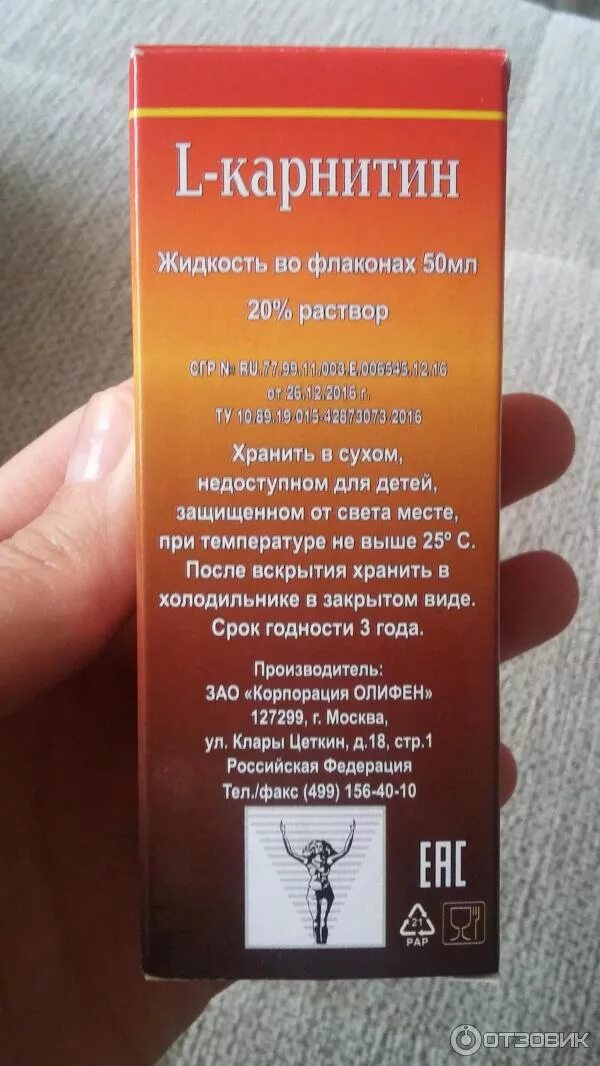 L-карнитин
Жидкость во флаконах 50мл
20% раствор
СГР № RU.77.99.11.003.Е.006545.12.16
от 26.12.2016 г.
ТУ 10.89.19-015-42873073-2016
Хранить в сухом,
недоступном для детей,
защищенном от света месте,
при температуре не выше 25º С.
После вскрытия хранить в
холодильнике в закрытом виде.
Срок годности 3 года.
Производитель:
ЗАО «Корпорация ОЛИФЕН»
127299, г. Москва,
ул. Клары Цеткин, д.18, стр.1
Российская Федерация
Тел./факс (499) 156-40-10
EAC
21
PAP
ОТЗОВИК